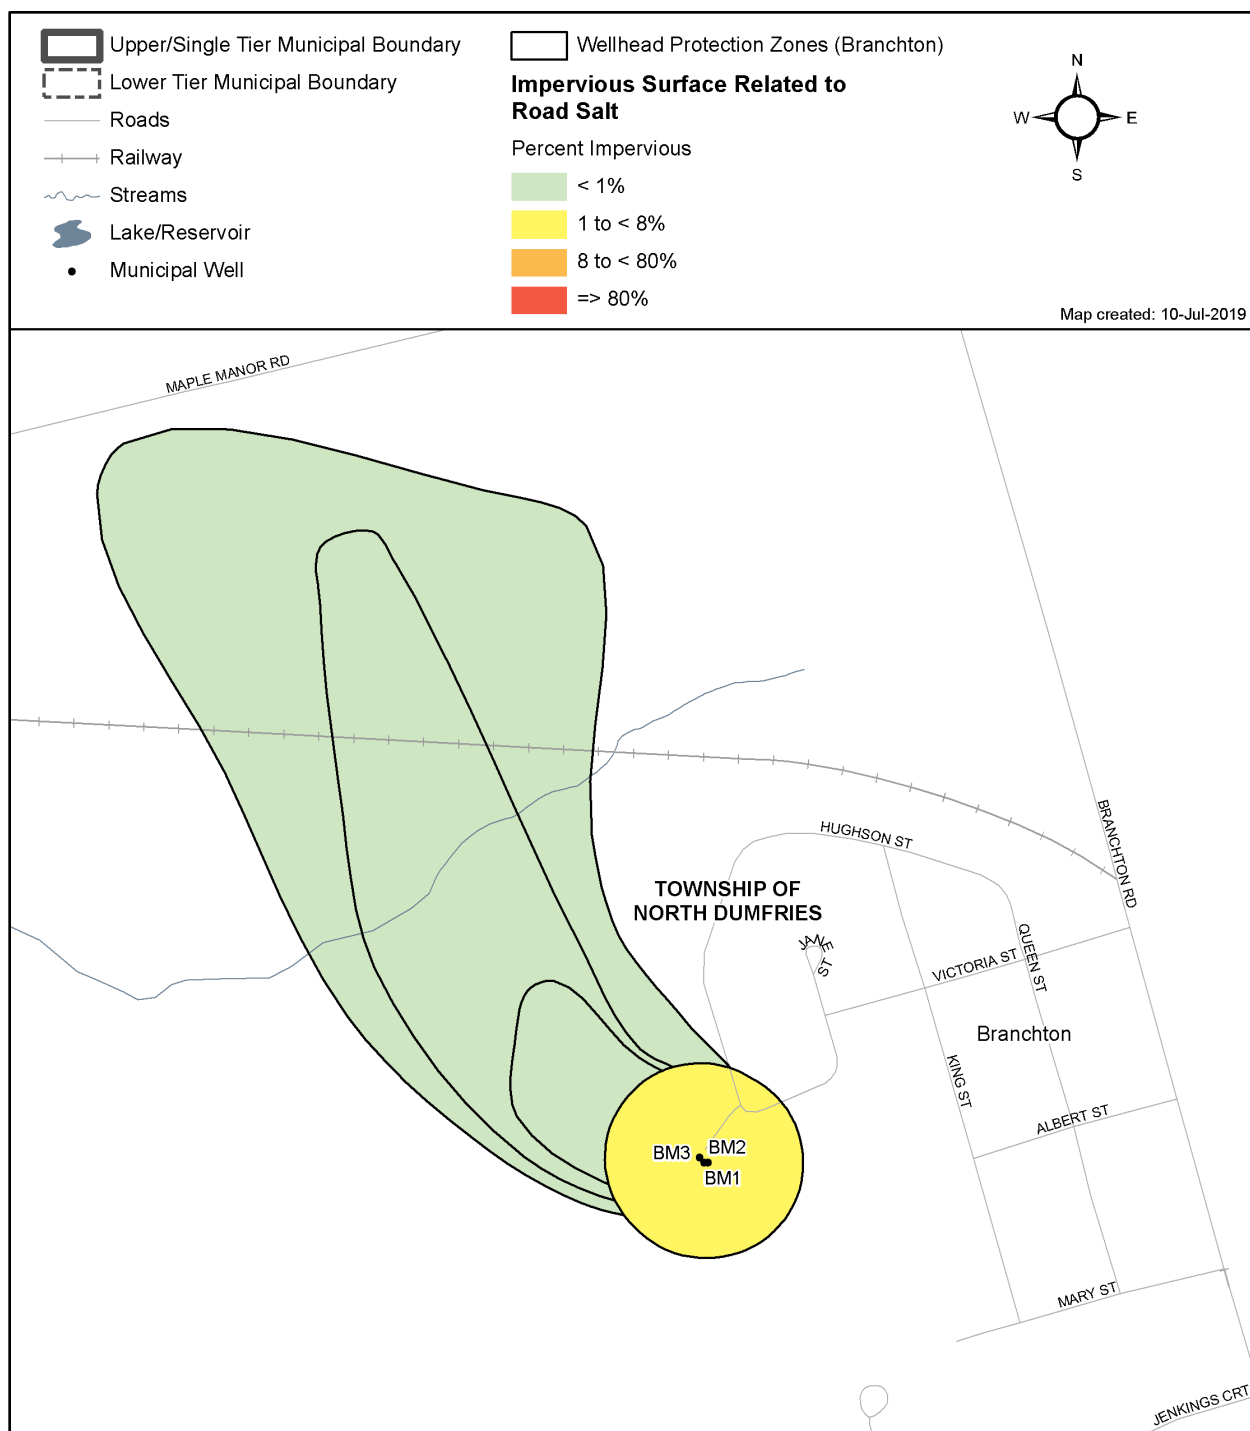 Upper/Single Tier Municipal Boundary
Lower Tier Municipal Boundary
Roads
Railway
Streams
Lake/Reservoir
Municipal Well
Wellhead Protection Zones (Branchton)
Impervious Surface Related to
Road Salt
Percent Impervious
< 1%
1 to < 8%
8 to < 80%
=> 80%
N
W
E
S
Map created: 10-Jul-2019
MAPLE MANOR RD
BRANCHTON RD
HUGHSON ST
TOWNSHIP OF
NORTH DUMFRIES
JANE
ST
QUEEN ST
VICTORIA ST
Branchton
KING ST
ALBERT ST
BM3
BM2
BM1
MARY ST
JENKINGS CRT